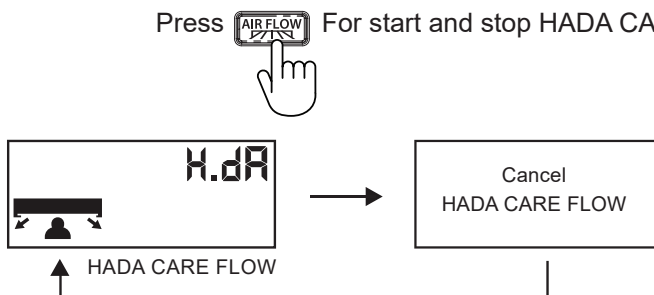 Press AIR FLOW For start and stop HADA CA
H.dA
Cancel
HADA CARE FLOW
HADA CARE FLOW